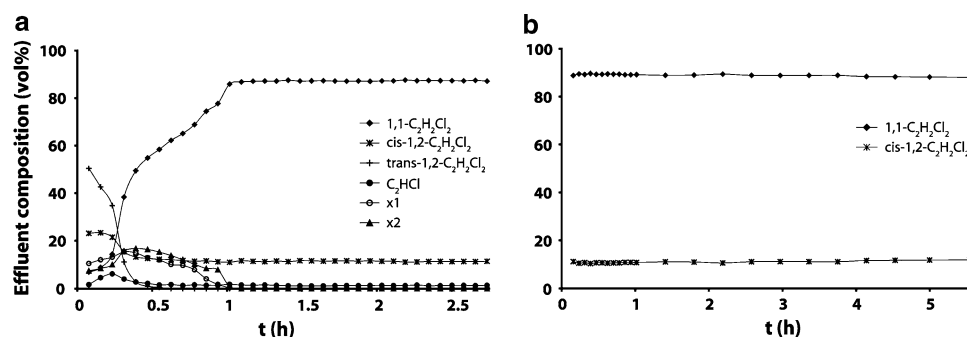 a
Effluent composition (vol%)
100
80
60
40
20
0
1,1-C₂H₂Cl₂
cis-1,2-C₂H₂Cl₂
trans-1,2-C₂H₂Cl₂
C₂HCl
x1
x2
0 0.5 1 1.5 2 2.5
t (h)
b
100
80
60
40
20
0
1,1-C₂H₂Cl₂
cis-1,2-C₂H₂Cl₂
0 1 2 3 4 5
t (h)